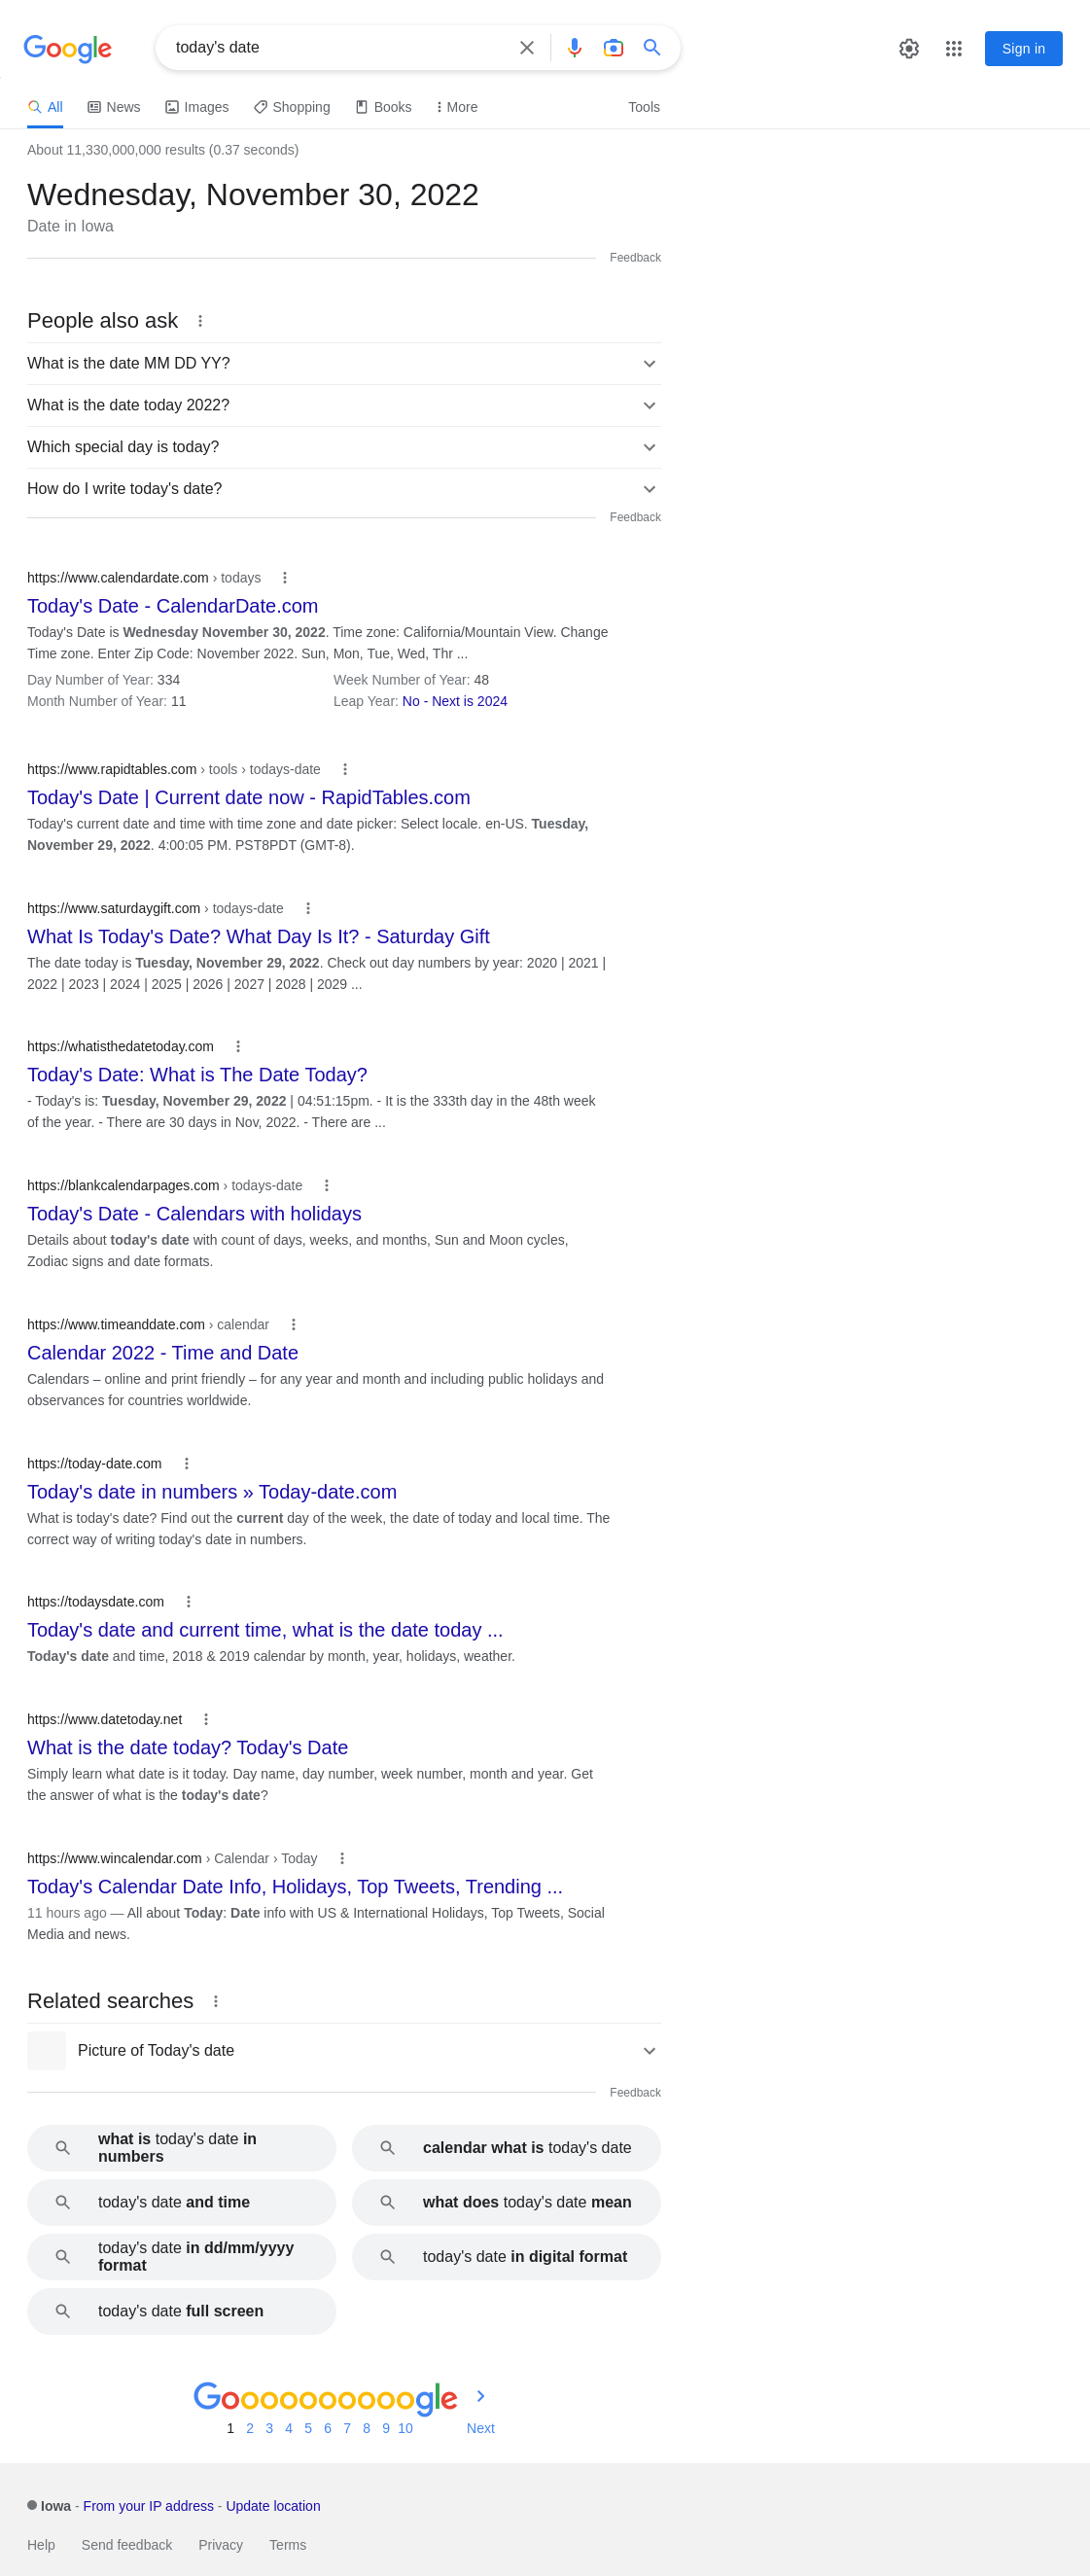 Google
today's date
Sign in
All
News
Images
Shopping
Books
More
Tools
About 11,330,000,000 results (0.37 seconds)
Wednesday, November 30, 2022
Date in Iowa
Feedback
People also ask
What is the date MM DD YY?
What is the date today 2022?
Which special day is today?
How do I write today's date?
Feedback
https://www.calendardate.com › todays
Today's Date - CalendarDate.com
Today's Date is Wednesday November 30, 2022. Time zone: California/Mountain View. Change
Time zone. Enter Zip Code: November 2022. Sun, Mon, Tue, Wed, Thr ...
Day Number of Year: 334
Week Number of Year: 48
Month Number of Year: 11
Leap Year: No - Next is 2024
https://www.rapidtables.com › tools › todays-date
Today's Date | Current date now - RapidTables.com
Today's current date and time with time zone and date picker: Select locale. en-US. Tuesday,
November 29, 2022. 4:00:05 PM. PST8PDT (GMT-8).
https://www.saturdaygift.com › todays-date
What Is Today's Date? What Day Is It? - Saturday Gift
The date today is Tuesday, November 29, 2022. Check out day numbers by year: 2020 | 2021 |
2022 | 2023 | 2024 | 2025 | 2026 | 2027 | 2028 | 2029 ...
https://whatisthedatetoday.com
Today's Date: What is The Date Today?
- Today's is: Tuesday, November 29, 2022 | 04:51:15pm. - It is the 333th day in the 48th week
of the year. - There are 30 days in Nov, 2022. - There are ...
https://blankcalendarpages.com › todays-date
Today's Date - Calendars with holidays
Details about today's date with count of days, weeks, and months, Sun and Moon cycles,
Zodiac signs and date formats.
https://www.timeanddate.com › calendar
Calendar 2022 - Time and Date
Calendars – online and print friendly – for any year and month and including public holidays and
observances for countries worldwide.
https://today-date.com
Today's date in numbers » Today-date.com
What is today's date? Find out the current day of the week, the date of today and local time. The
correct way of writing today's date in numbers.
https://todaysdate.com
Today's date and current time, what is the date today ...
Today's date and time, 2018 & 2019 calendar by month, year, holidays, weather.
https://www.datetoday.net
What is the date today? Today's Date
Simply learn what date is it today. Day name, day number, week number, month and year. Get
the answer of what is the today's date?
https://www.wincalendar.com › Calendar › Today
Today's Calendar Date Info, Holidays, Top Tweets, Trending ...
11 hours ago — All about Today: Date info with US & International Holidays, Top Tweets, Social
Media and news.
Related searches
Picture of Today's date
Feedback
what is today's date in
numbers
calendar what is today's date
today's date and time
what does today's date mean
today's date in dd/mm/yyyy
format
today's date in digital format
today's date full screen
Goooooooooogle
1 2 3 4 5 6 7 8 9 10 Next
Iowa - From your IP address - Update location
Help Send feedback Privacy Terms